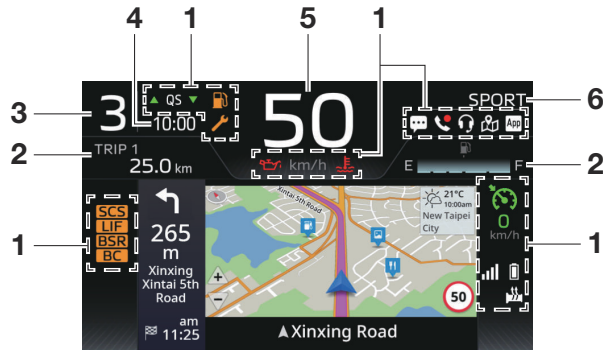 4 1 5 1
3 ▲ QS ▼ 50 SPORT 6
3 10:00 App
2 TRIP 1 km/h E F 2
25.0 km
1 SCS
LIF
BSR
BC
265
m
Xinxing
Xintai 5th
Road
am
11:25
Xintai 5th Road
+
−
21°C
10:00am
New Taipei
City
50
Xinxing Road
0
km/h
1